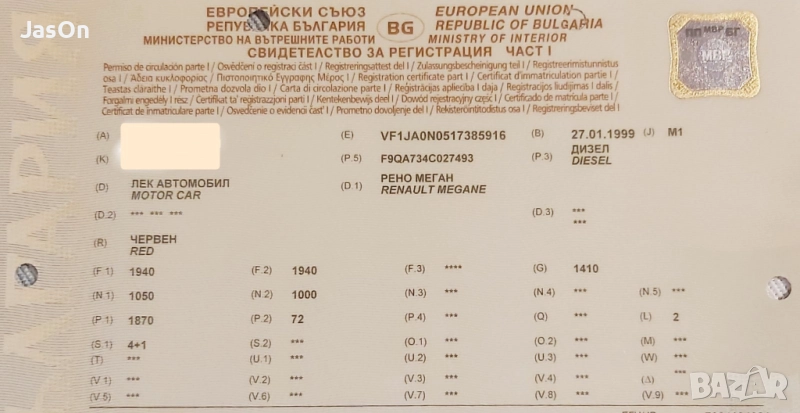 JasOn
ЕВРОПЕЙСКИ СЪЮЗ
РЕПУБЛИКА БЪЛГАРИЯ
МИНИСТЕРСТВО НА ВЪТРЕШНИТЕ РАБОТИ
BG
EUROPEAN UNION
REPUBLIC OF BULGARIA
MINISTRY OF INTERIOR
СВИДЕТЕЛСТВО ЗА РЕГИСТРАЦИЯ ЧАСТ I
Permiso de circulación parte I / Osvědčení o registraci část I / Registreringsattest del I / Zulassungsbescheinigung teil I / Registreerimistunnistus
osa I / Άδεια κυκλοφορίας / Πιστοποιητικό Εγγραφής Μέρος I / Registration certificate part I / Certificat d'immatriculation partie I /
Teastas cláraithe / Prometna dozvola dio I / Carta di circolazione parte I / Reģistrācijas apliecība I daļa / Registracijos liudijimas I dalis /
Forgalmi engedély I rész / Ċertifikat ta' reġistrazzjoni parti I / Kentekenbewijs deel I / Dowód rejestracyjny część I / Certificado de matrícula parte I /
Certificat de inmatriculare partea I / Osvedčenie o evidencii časť I / Prometno dovoljenje del I / Rekisteröintitodistus osa I / Registreringsbeviset del I
МВР
(A)
(E) VF1JA0N0517385916
(B) 27.01.1999
(J) M1
(K)
(P.5) F9QA734C027493
(P.3) ДИЗЕЛ
DIESEL
(D) ЛЕК АВТОМОБИЛ
MOTOR CAR
(D.1) РЕНО МЕГАН
RENAULT MEGANE
(D.2) *** *** ***
(D.3) ***
***
(R) ЧЕРВЕН
RED
(F.1) 1940 (F.2) 1940 (F.3) **** (G) 1410
(N.1) 1050 (N.2) 1000 (N.3) *** (N.4) *** (N.5) ***
(P.1) 1870 (P.2) 72 (P.4) *** (Q) *** (L) 2
(S.1) 4+1 (S.2) *** (O.1) *** (O.2) *** (M) ***
(T) *** (U.1) *** (U.2) *** (U.3) *** (W) ***
(V.1) *** (V.2) *** (V.3) *** (V.4) *** (Δ) ***
(V.5) *** (V.6) *** (V.7) *** (V.8) *** (V.9) ***
BAZAR